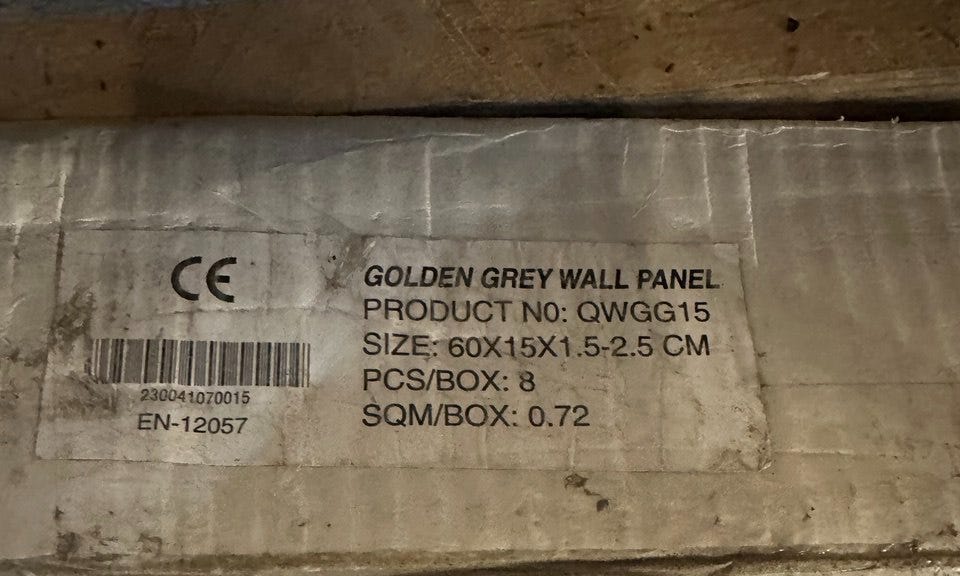 CE
GOLDEN GREY WALL PANEL
PRODUCT N0: QWGG15
SIZE: 60X15X1.5-2.5 CM
PCS/BOX: 8
SQM/BOX: 0.72
230041070015
EN-12057